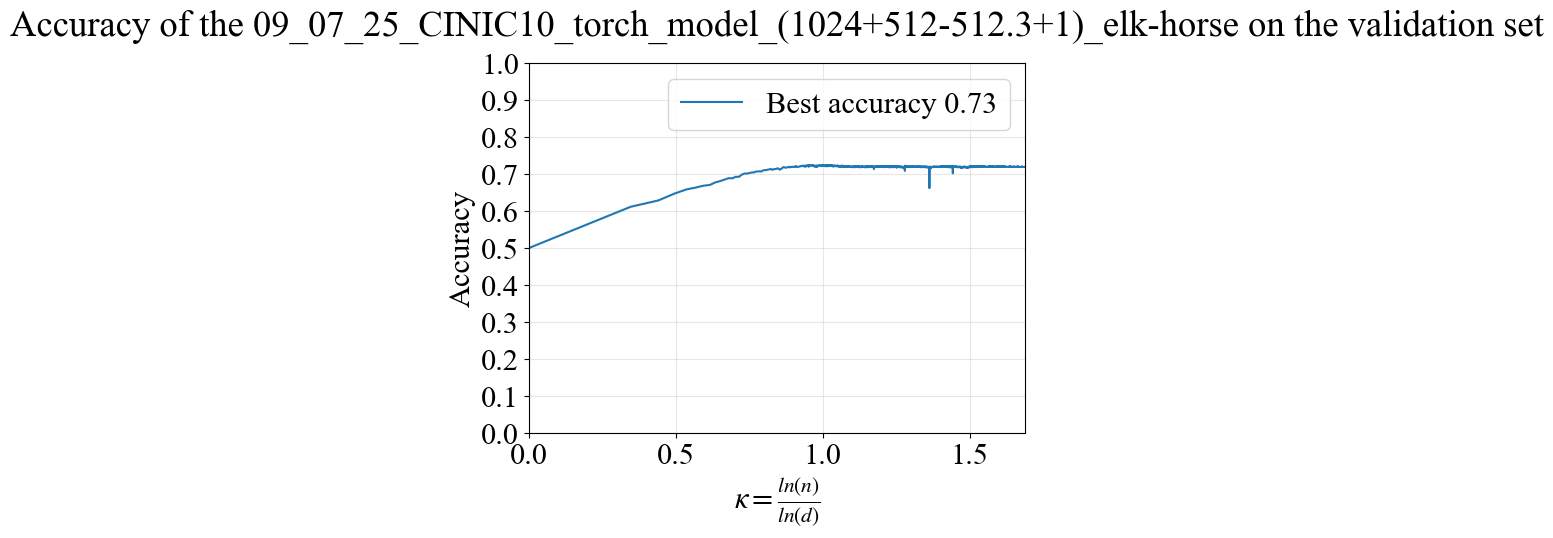 Accuracy of the 09_07_25_CINIC10_torch_model_(1024+512-512.3+1)_elk-horse on the validation set
1.0
Best accuracy 0.73
0.9
0.8
0.7
0.6
0.5
0.4
0.3
0.2
0.1
0.0
Accuracy
0.0 0.5 1.0 1.5
κ = ln(n)/ln(d)